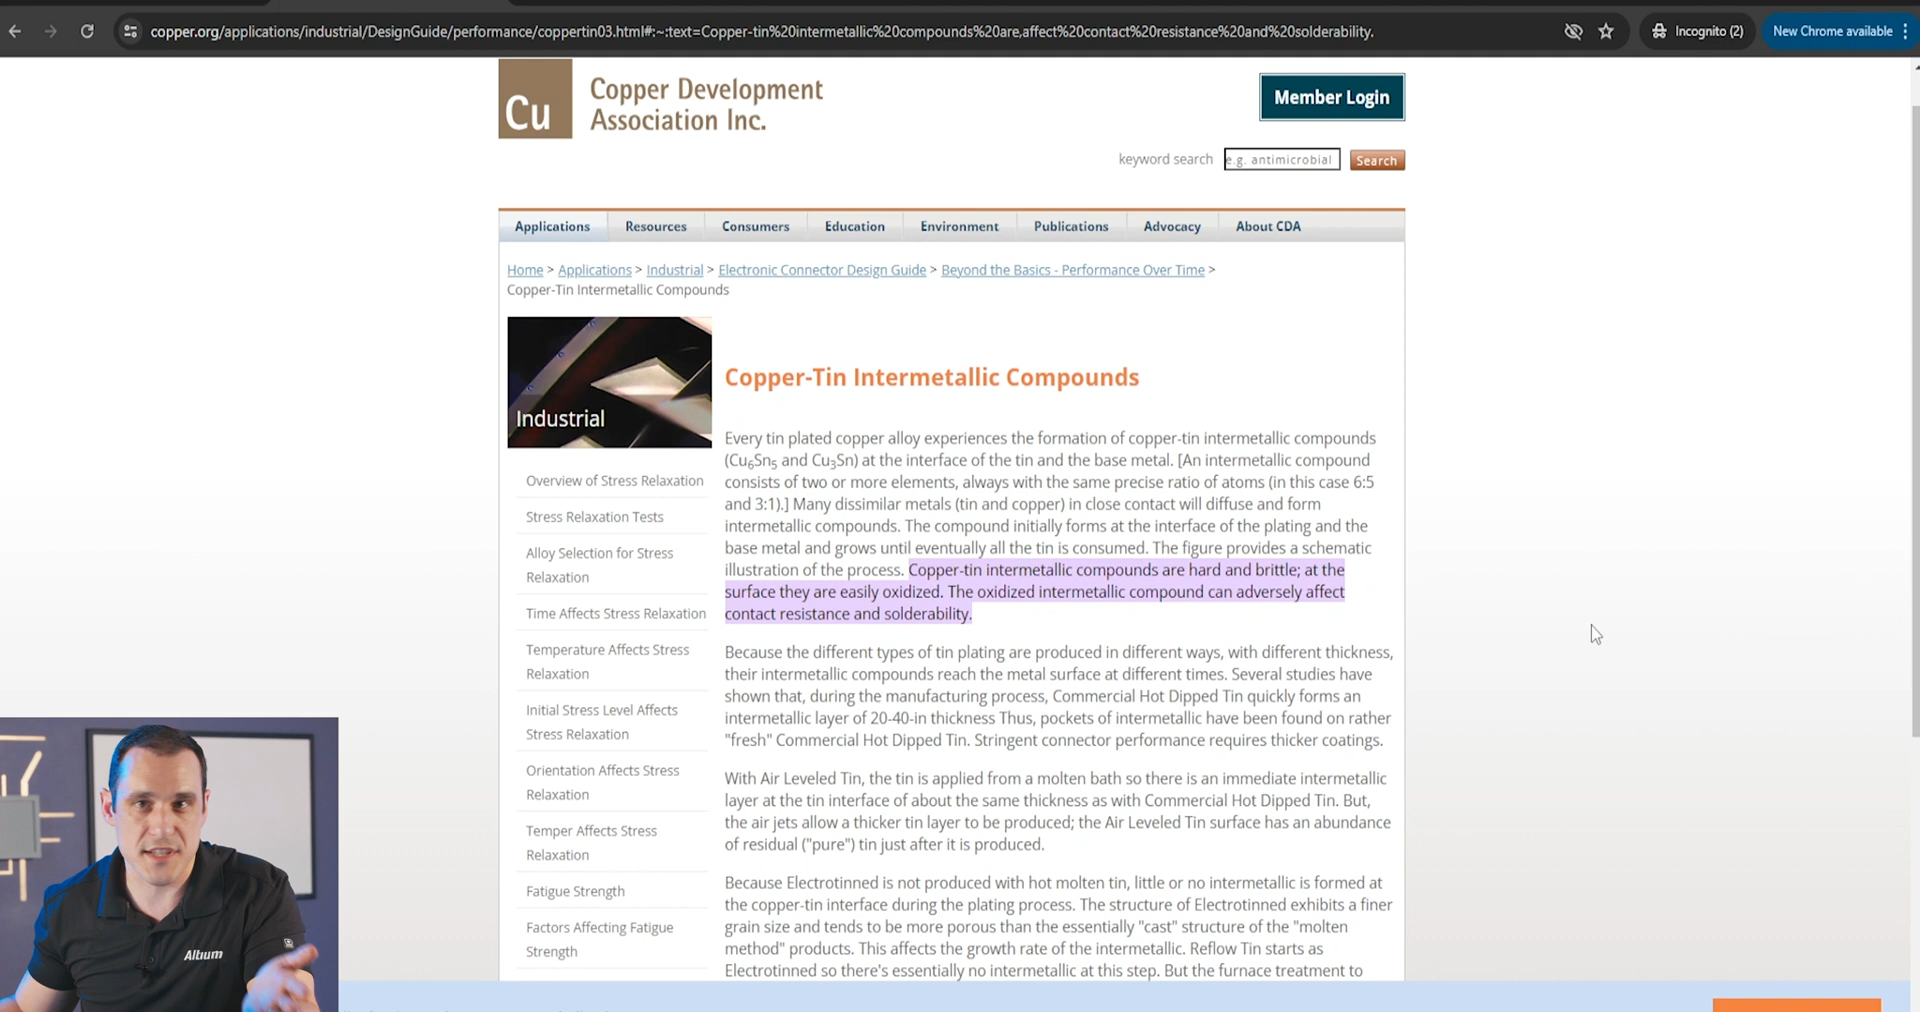 copper.org/applications/industrial/DesignGuide/performance/coppertin03.html#:~:text=Copper-tin%20intermetallic%20compounds%20are,affect%20contact%20resistance%20and%20solderability.
Incognito (2)
New Chrome available
Cu
Copper Development
Association Inc.
Member Login
keyword search
e.g. antimicrobial
Search
Applications
Resources
Consumers
Education
Environment
Publications
Advocacy
About CDA
Home > Applications > Industrial > Electronic Connector Design Guide > Beyond the Basics - Performance Over Time >
Copper-Tin Intermetallic Compounds
Industrial
Overview of Stress Relaxation
Stress Relaxation Tests
Alloy Selection for Stress
Relaxation
Time Affects Stress Relaxation
Temperature Affects Stress
Relaxation
Initial Stress Level Affects
Stress Relaxation
Orientation Affects Stress
Relaxation
Temper Affects Stress
Relaxation
Fatigue Strength
Factors Affecting Fatigue
Strength
Copper-Tin Intermetallic Compounds
Every tin plated copper alloy experiences the formation of copper-tin intermetallic compounds
(Cu₆Sn₅ and Cu₃Sn) at the interface of the tin and the base metal. [An intermetallic compound
consists of two or more elements, always with the same precise ratio of atoms (in this case 6:5
and 3:1).] Many dissimilar metals (tin and copper) in close contact will diffuse and form
intermetallic compounds. The compound initially forms at the interface of the plating and the
base metal and grows until eventually all the tin is consumed. The figure provides a schematic
illustration of the process. Copper-tin intermetallic compounds are hard and brittle; at the
surface they are easily oxidized. The oxidized intermetallic compound can adversely affect
contact resistance and solderability.
Because the different types of tin plating are produced in different ways, with different thickness,
their intermetallic compounds reach the metal surface at different times. Several studies have
shown that, during the manufacturing process, Commercial Hot Dipped Tin quickly forms an
intermetallic layer of 20-40-in thickness Thus, pockets of intermetallic have been found on rather
"fresh" Commercial Hot Dipped Tin. Stringent connector performance requires thicker coatings.
With Air Leveled Tin, the tin is applied from a molten bath so there is an immediate intermetallic
layer at the tin interface of about the same thickness as with Commercial Hot Dipped Tin. But,
the air jets allow a thicker tin layer to be produced; the Air Leveled Tin surface has an abundance
of residual ("pure") tin just after it is produced.
Because Electrotinned is not produced with hot molten tin, little or no intermetallic is formed at
the copper-tin interface during the plating process. The structure of Electrotinned exhibits a finer
grain size and tends to be more porous than the essentially "cast" structure of the "molten
method" products. This affects the growth rate of the intermetallic. Reflow Tin starts as
Electrotinned so there's essentially no intermetallic at this step. But the furnace treatment to
Altium